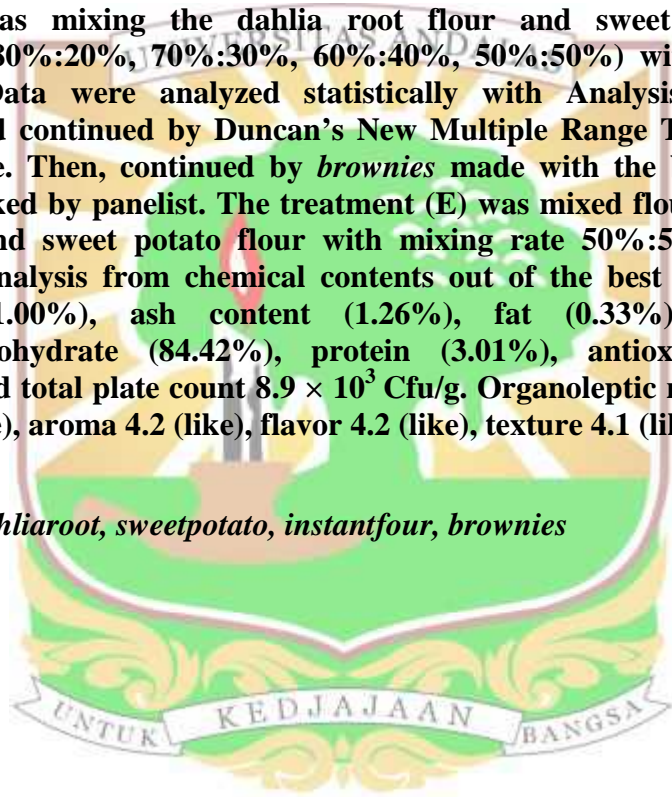 as mixing the dahlia root flour and sweet
80%:20%, 70%:30%, 60%:40%, 50%:50%) wi
Data were analyzed statistically with Analysis
d continued by Duncan's New Multiple Range T
e. Then, continued by brownies made with the b
ked by panelist. The treatment (E) was mixed flou
nd sweet potato flour with mixing rate 50%:5
nalysis from chemical contents out of the best
1.00%), ash content (1.26%), fat (0.33%)
ohydrate (84.42%), protein (3.01%), antiox
d total plate count 8.9 × 10³ Cfu/g. Organoleptic r
e), aroma 4.2 (like), flavor 4.2 (like), texture 4.1 (lik
hliaroot, sweetpotato, instantfour, brownies
UNIVERSITAS ANDALAS
UNTUK KEDJAJAAN BANGSA